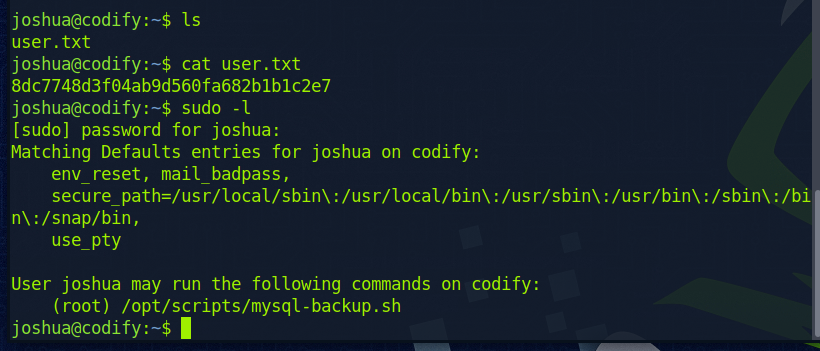 joshua@codify:~$ ls
user.txt
joshua@codify:~$ cat user.txt
8dc7748d3f04ab9d560fa682b1b1c2e7
joshua@codify:~$ sudo -l
[sudo] password for joshua:
Matching Defaults entries for joshua on codify:
    env_reset, mail_badpass,
    secure_path=/usr/local/sbin\:/usr/local/bin\:/usr/sbin\:/usr/bin\:/sbin\:/bi
n\:/snap/bin,
    use_pty

User joshua may run the following commands on codify:
    (root) /opt/scripts/mysql-backup.sh
joshua@codify:~$